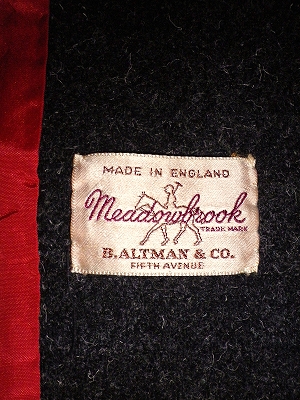 MADE IN ENGLAND
Meadowbrook
TRADE MARK
B. ALTMAN & CO.
FIFTH AVENUE